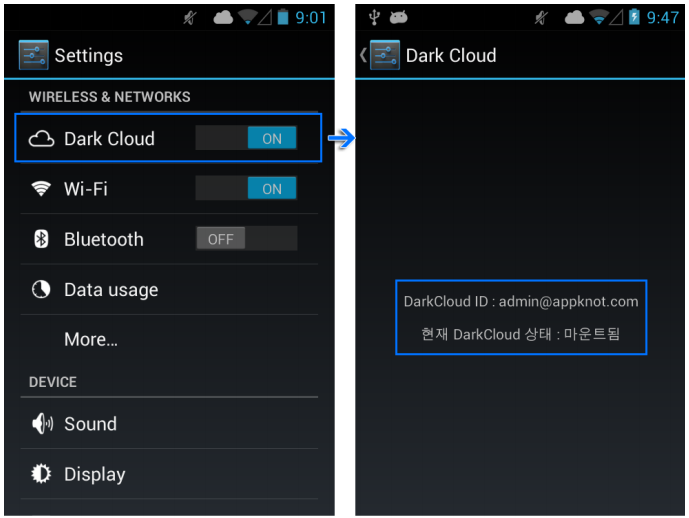 9:01
Settings
WIRELESS & NETWORKS
Dark Cloud ON
Wi-Fi ON
Bluetooth OFF
Data usage
More...
DEVICE
Sound
Display
9:47
Dark Cloud
DarkCloud ID : admin@appknot.com
현재 DarkCloud 상태 : 마운트됨